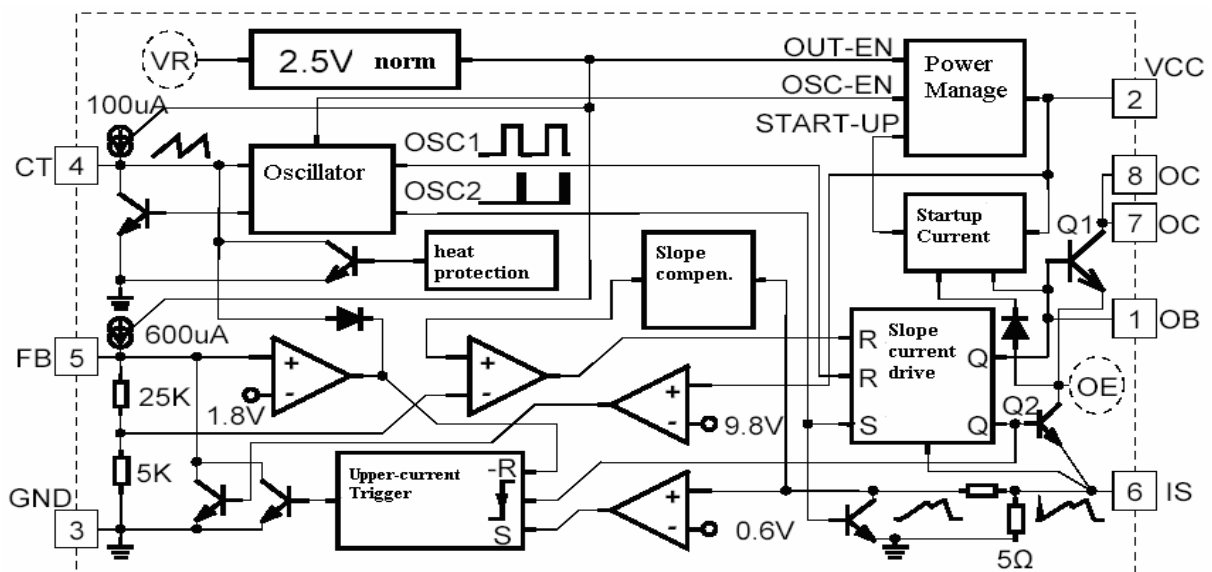 VR
2.5V norm
OUT-EN
OSC-EN
START-UP
Power
Manage
VCC
2
100uA
CT
4
Oscillator
OSC1
OSC2
8
OC
7
OC
Startup
Current
Q1
heat
protection
Slope
compen.
600uA
FB
5
+
-
1.8V
25K
+
-
R
R
S
Slope
current
drive
Q
Q
1
OB
OE
+
-
9.8V
Q2
5K
GND
3
Upper-current
Trigger
-R
S
+
-
0.6V
6
IS
5Ω